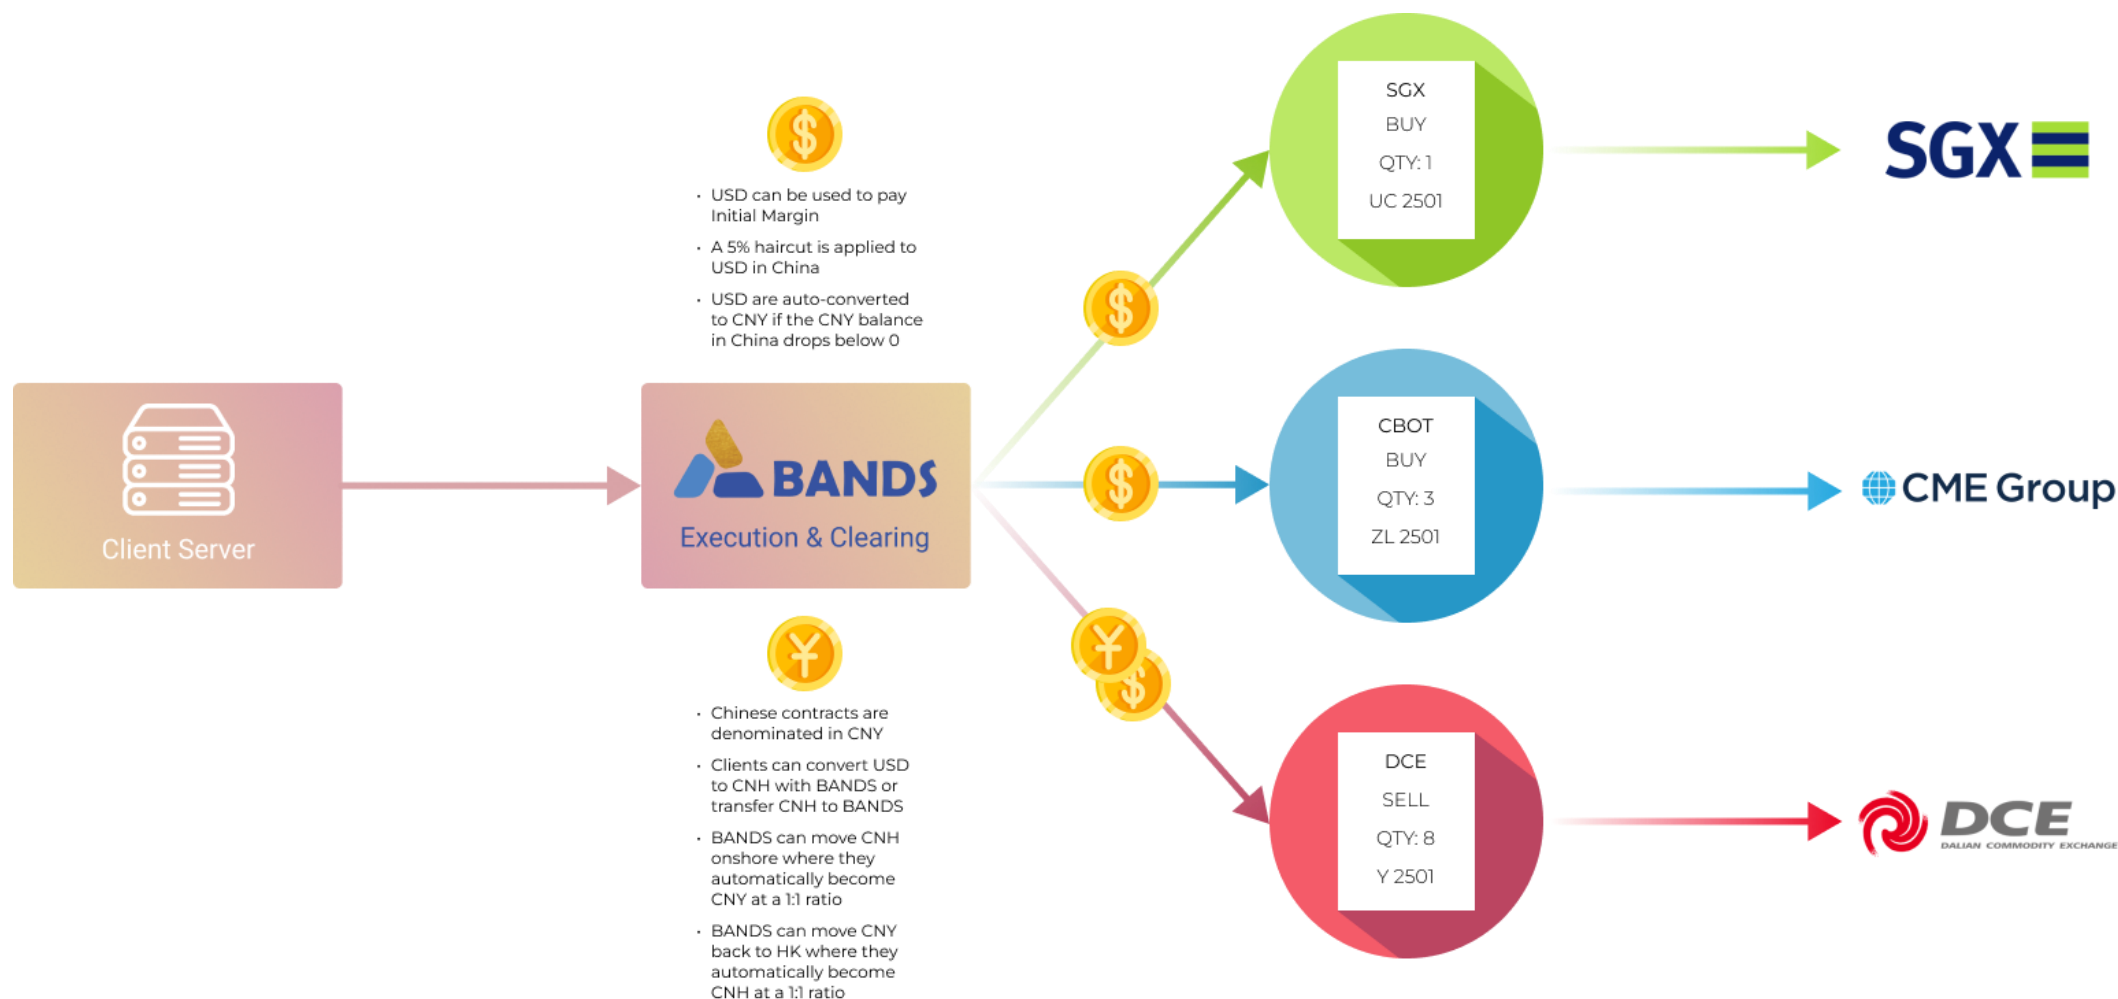 · USD can be used to pay
Initial Margin
· A 5% haircut is applied to
USD in China
· USD are auto-converted
to CNY if the CNY balance
in China drops below 0
Client Server
BANDS
Execution & Clearing
· Chinese contracts are
denominated in CNY
· Clients can convert USD
to CNH with BANDS or
transfer CNH to BANDS
· BANDS can move CNH
onshore where they
automatically become
CNY at a 1:1 ratio
· BANDS can move CNY
back to HK where they
automatically become
CNH at a 1:1 ratio
$
¥
$
$
¥
$
SGX
BUY
QTY: 1
UC 2501
SGX
CBOT
BUY
QTY: 3
ZL 2501
CME Group
DCE
SELL
QTY: 8
Y 2501
DCE
DALIAN COMMODITY EXCHANGE